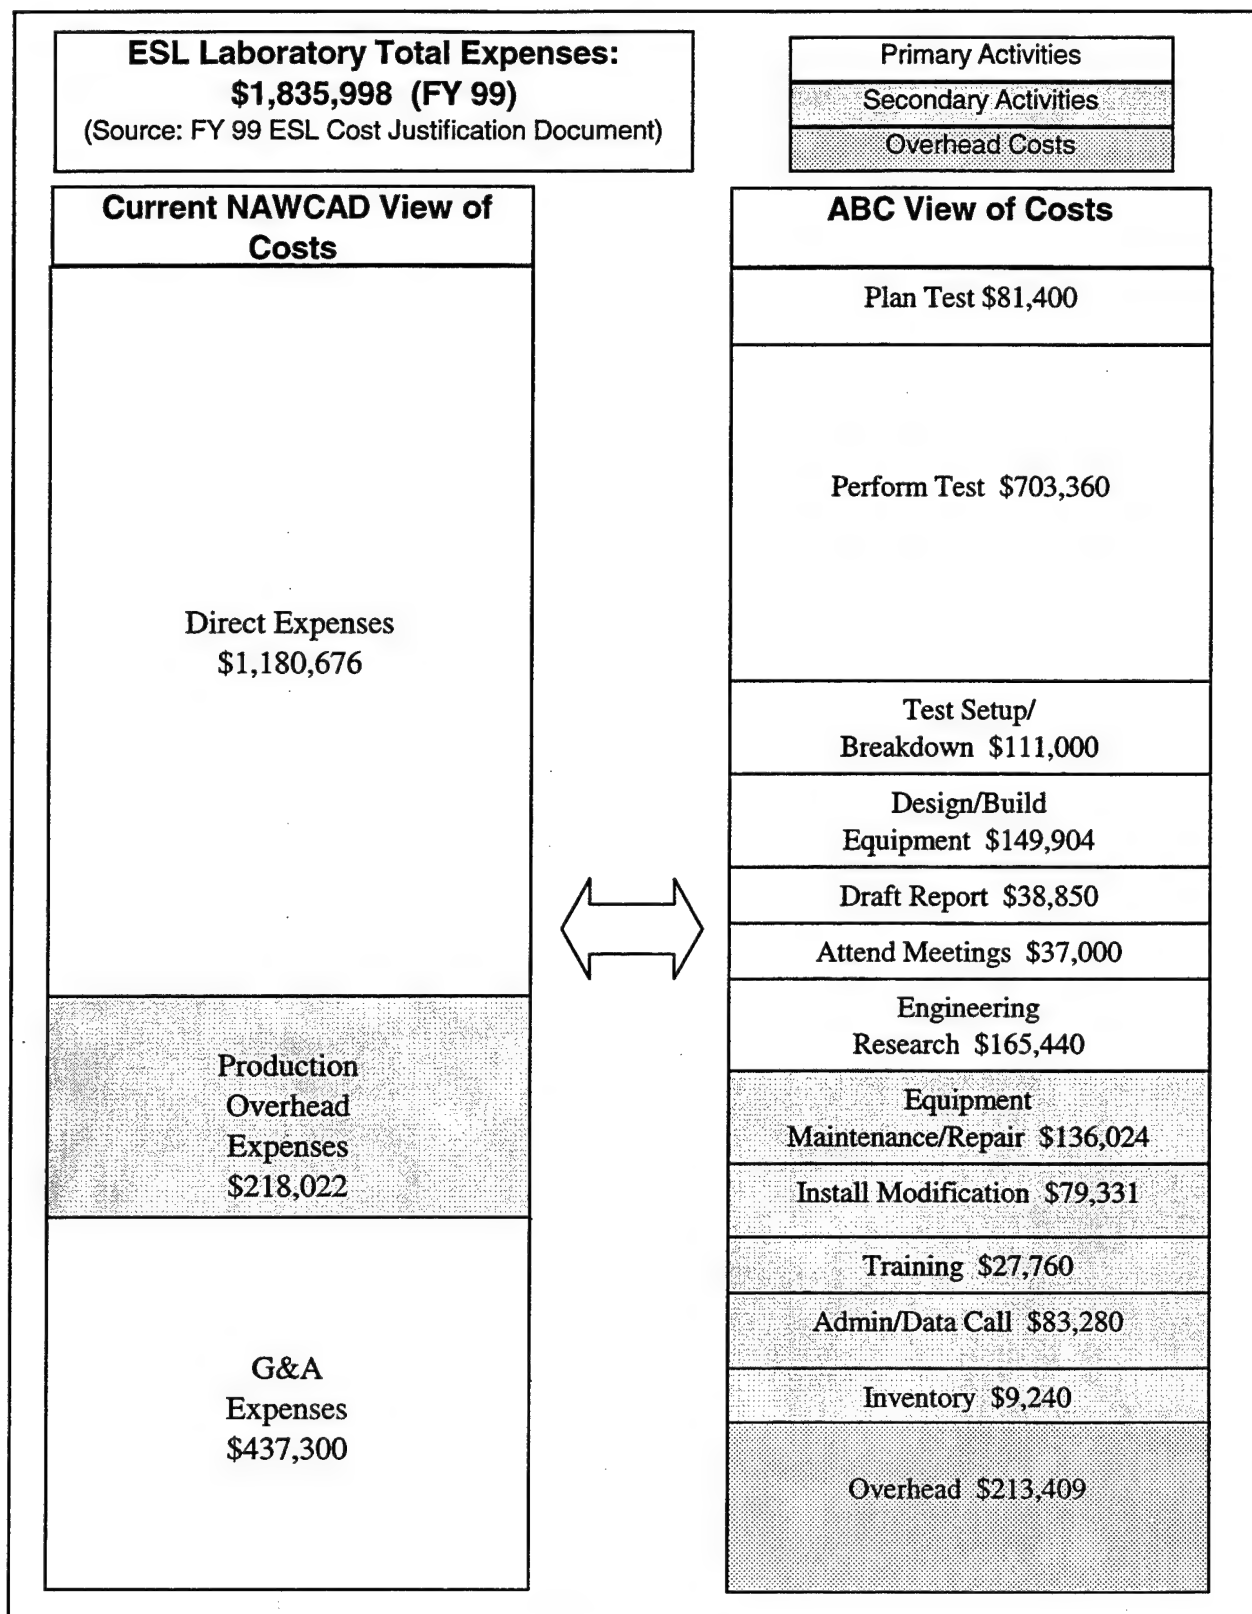 ESL Laboratory Total Expenses:
$1,835,998 (FY 99)
(Source: FY 99 ESL Cost Justification Document)
Primary Activities
Secondary Activities
Overhead Costs
Current NAWCAD View of
Costs
Direct Expenses
$1,180,676
Production
Overhead
Expenses
$218,022
G&A
Expenses
$437,300
ABC View of Costs
Plan Test $81,400
Perform Test $703,360
Test Setup/
Breakdown $111,000
Design/Build
Equipment $149,904
Draft Report $38,850
Attend Meetings $37,000
Engineering
Research $165,440
Equipment
Maintenance/Repair $136,024
Install Modification $79,331
Training $27,760
Admin/Data Call $83,280
Inventory $9,240
Overhead $213,409